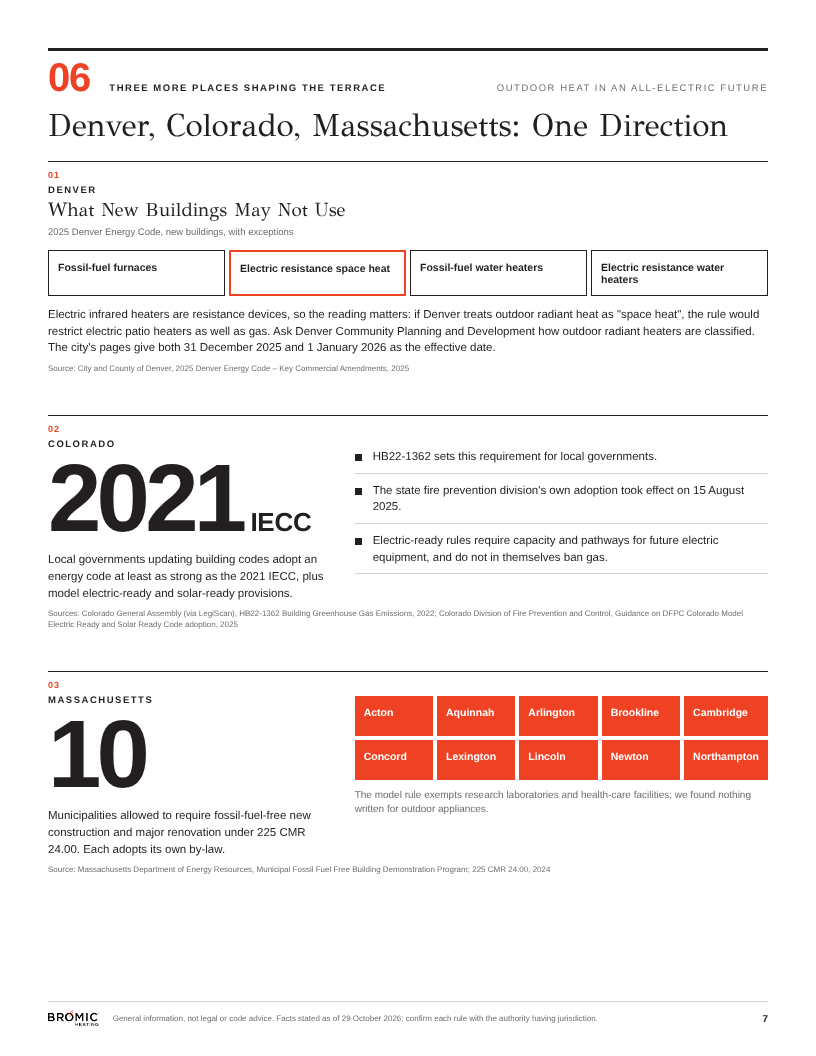 06 THREE MORE PLACES SHAPING THE TERRACE OUTDOOR HEAT IN AN ALL-ELECTRIC FUTURE
Denver, Colorado, Massachusetts: One Direction
01
DENVER
What New Buildings May Not Use
2025 Denver Energy Code, new buildings, with exceptions
Fossil-fuel furnaces
Electric resistance space heat
Fossil-fuel water heaters
Electric resistance water
heaters
Electric infrared heaters are resistance devices, so the reading matters: if Denver treats outdoor radiant heat as "space heat", the rule would
restrict electric patio heaters as well as gas. Ask Denver Community Planning and Development how outdoor radiant heaters are classified.
The city's pages give both 31 December 2025 and 1 January 2026 as the effective date.
Source: City and County of Denver, 2025 Denver Energy Code – Key Commercial Amendments, 2025
02
COLORADO
2021 IECC
Local governments updating building codes adopt an
energy code at least as strong as the 2021 IECC, plus
model electric-ready and solar-ready provisions.
HB22-1362 sets this requirement for local governments.
The state fire prevention division's own adoption took effect on 15 August
2025.
Electric-ready rules require capacity and pathways for future electric
equipment, and do not in themselves ban gas.
Sources: Colorado General Assembly (via LegiScan), HB22-1362 Building Greenhouse Gas Emissions, 2022; Colorado Division of Fire Prevention and Control, Guidance on DFPC Colorado Model
Electric Ready and Solar Ready Code adoption, 2025
03
MASSACHUSETTS
10
Municipalities allowed to require fossil-fuel-free new
construction and major renovation under 225 CMR
24.00. Each adopts its own by-law.
Acton
Aquinnah
Arlington
Brookline
Cambridge
Concord
Lexington
Lincoln
Newton
Northampton
The model rule exempts research laboratories and health-care facilities; we found nothing
written for outdoor appliances.
Source: Massachusetts Department of Energy Resources, Municipal Fossil Fuel Free Building Demonstration Program; 225 CMR 24.00, 2024
BROMIC
HEATING
General information, not legal or code advice. Facts stated as of 29 October 2026; confirm each rule with the authority having jurisdiction.
7